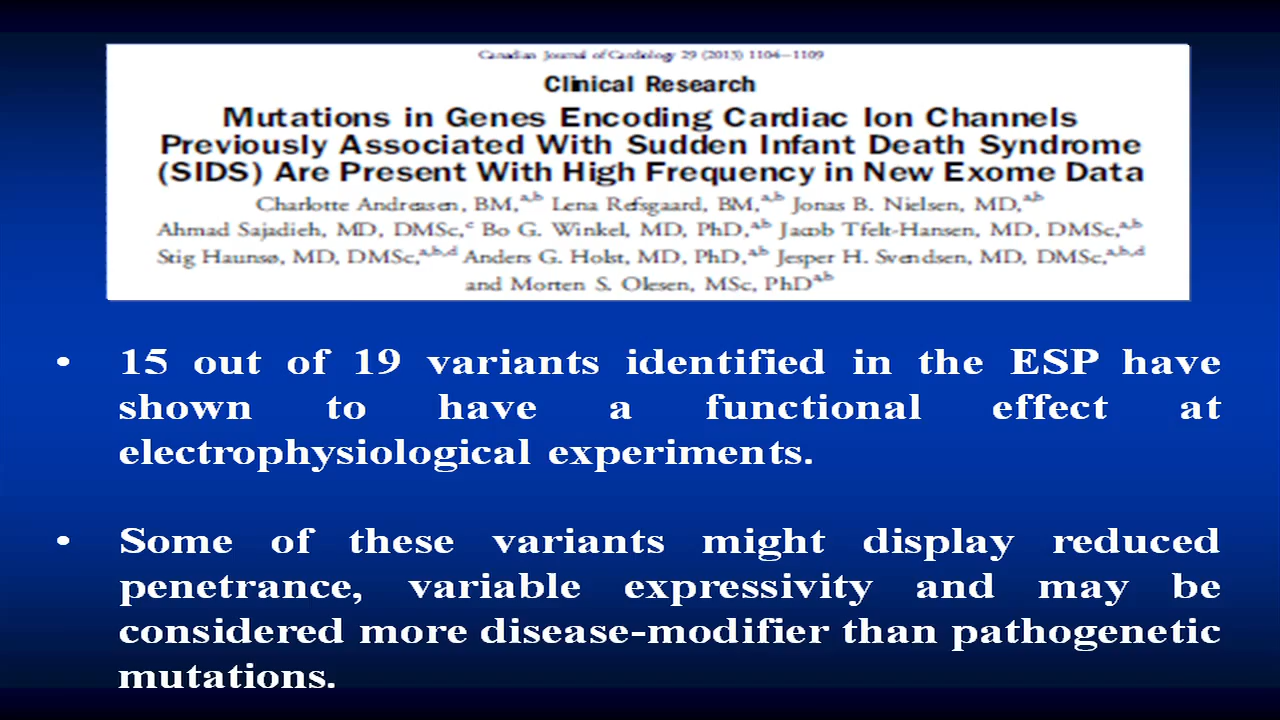 Canadian Journal of Cardiology 29 (2013) 1104–1109
Clinical Research
Mutations in Genes Encoding Cardiac Ion Channels
Previously Associated With Sudden Infant Death Syndrome
(SIDS) Are Present With High Frequency in New Exome Data
Charlotte Andreasen, BM,a,b Lena Refsgaard, BM,a,b Jonas B. Nielsen, MD,a,b
Ahmad Sajadieh, MD, DMSc,c Bo G. Winkel, MD, PhD,a,b Jacob Tfelt-Hansen, MD, DMSc,a,b
Stig Haunsø, MD, DMSc,a,b,d Anders G. Holst, MD, PhD,a,b Jesper H. Svendsen, MD, DMSc,a,b,d
and Morten S. Olesen, MSc, PhDa,b
• 15 out of 19 variants identified in the ESP have
shown to have a functional effect at
electrophysiological experiments.
• Some of these variants might display reduced
penetrance, variable expressivity and may be
considered more disease-modifier than pathogenetic
mutations.